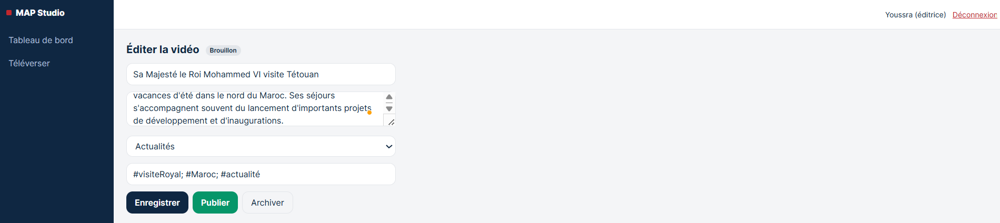 MAP Studio
Tableau de bord
Téléverser
Youssra (éditrice) Déconnexion
Éditer la vidéo Brouillon
Sa Majesté le Roi Mohammed VI visite Tétouan
vacances d'été dans le nord du Maroc. Ses séjours
s'accompagnent souvent du lancement d'importants projets
de développement et d'inaugurations.
Actualités
#visiteRoyal; #Maroc; #actualité
Enregistrer Publier Archiver